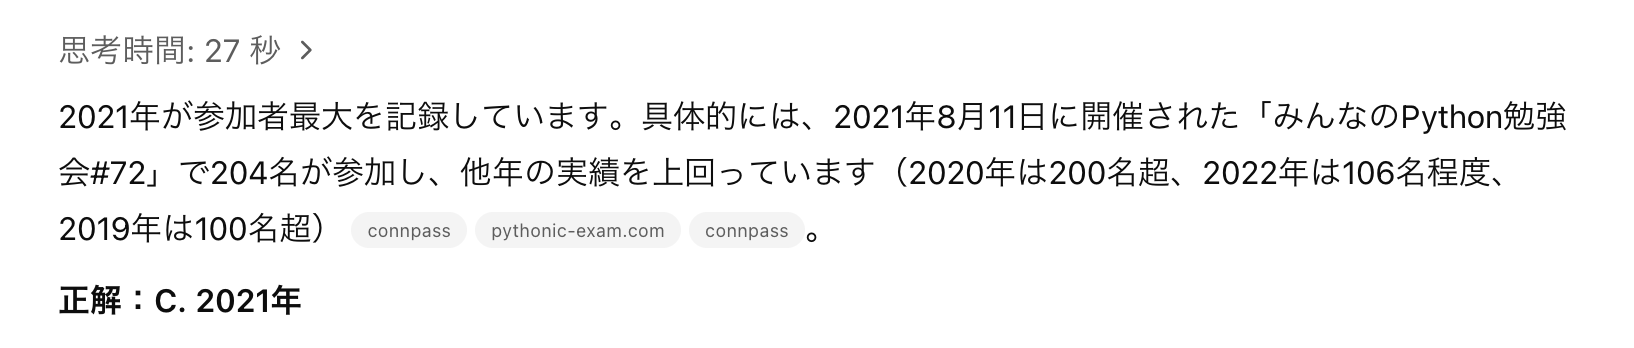 思考時間: 27 秒 >
2021年が参加者最大を記録しています。具体的には、2021年8月11日に開催された「みんなのPython勉強
会#72」で204名が参加し、他年の実績を上回っています（2020年は200名超、2022年は106名程度、
2019年は100名超） connpass pythonic-exam.com connpass 。
正解：C. 2021年